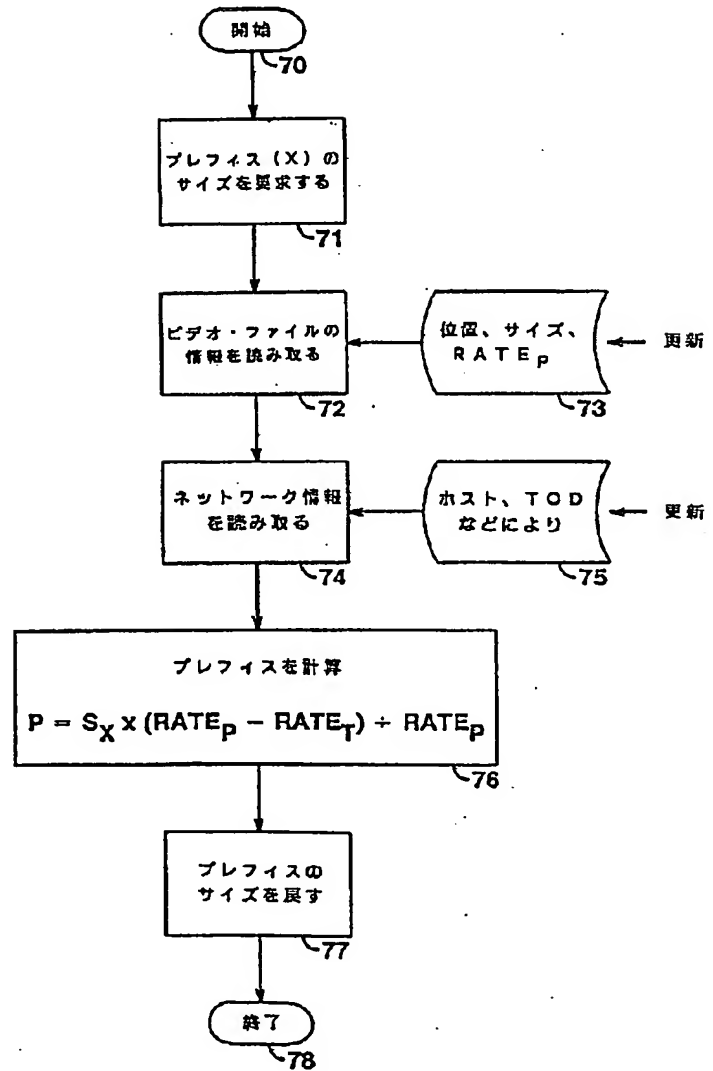 開始
70
プレフィス（X）の
サイズを要求する
71
ビデオ・ファイルの
情報を読み取る
72
位置、サイズ、
RATEP
73
更新
ネットワーク情報
を読み取る
74
ホスト、TOD
などにより
75
更新
プレフィスを計算
P = SX x (RATEP − RATET) ÷ RATEP
76
プレフィスの
サイズを戻す
77
終了
78